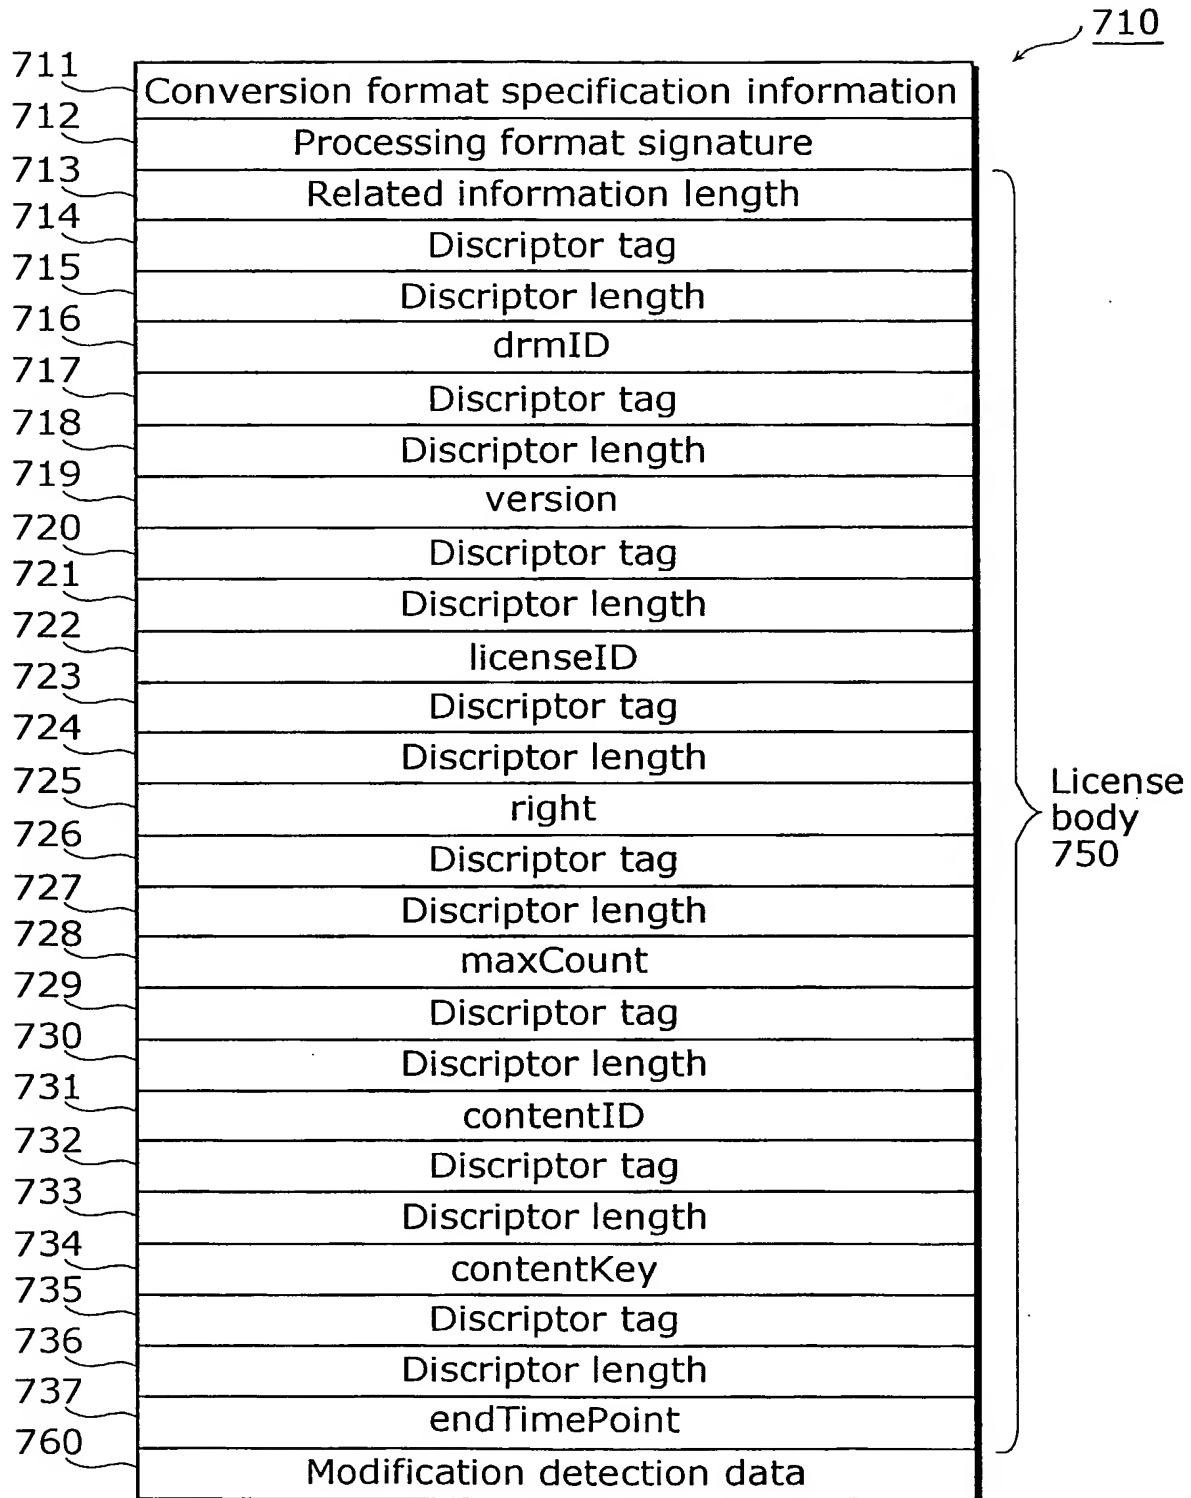 710
711 Conversion format specification information
712 Processing format signature
713 Related information length
714 Discriptor tag
715 Discriptor length
716 drmID
717 Discriptor tag
718 Discriptor length
719 version
720 Discriptor tag
721 Discriptor length
722 licenseID
723 Discriptor tag
724 Discriptor length
725 right
726 Discriptor tag
727 Discriptor length
728 maxCount
729 Discriptor tag
730 Discriptor length
731 contentID
732 Discriptor tag
733 Discriptor length
734 contentKey
735 Discriptor tag
736 Discriptor length
737 endTimePoint
760 Modification detection data
License
body
750